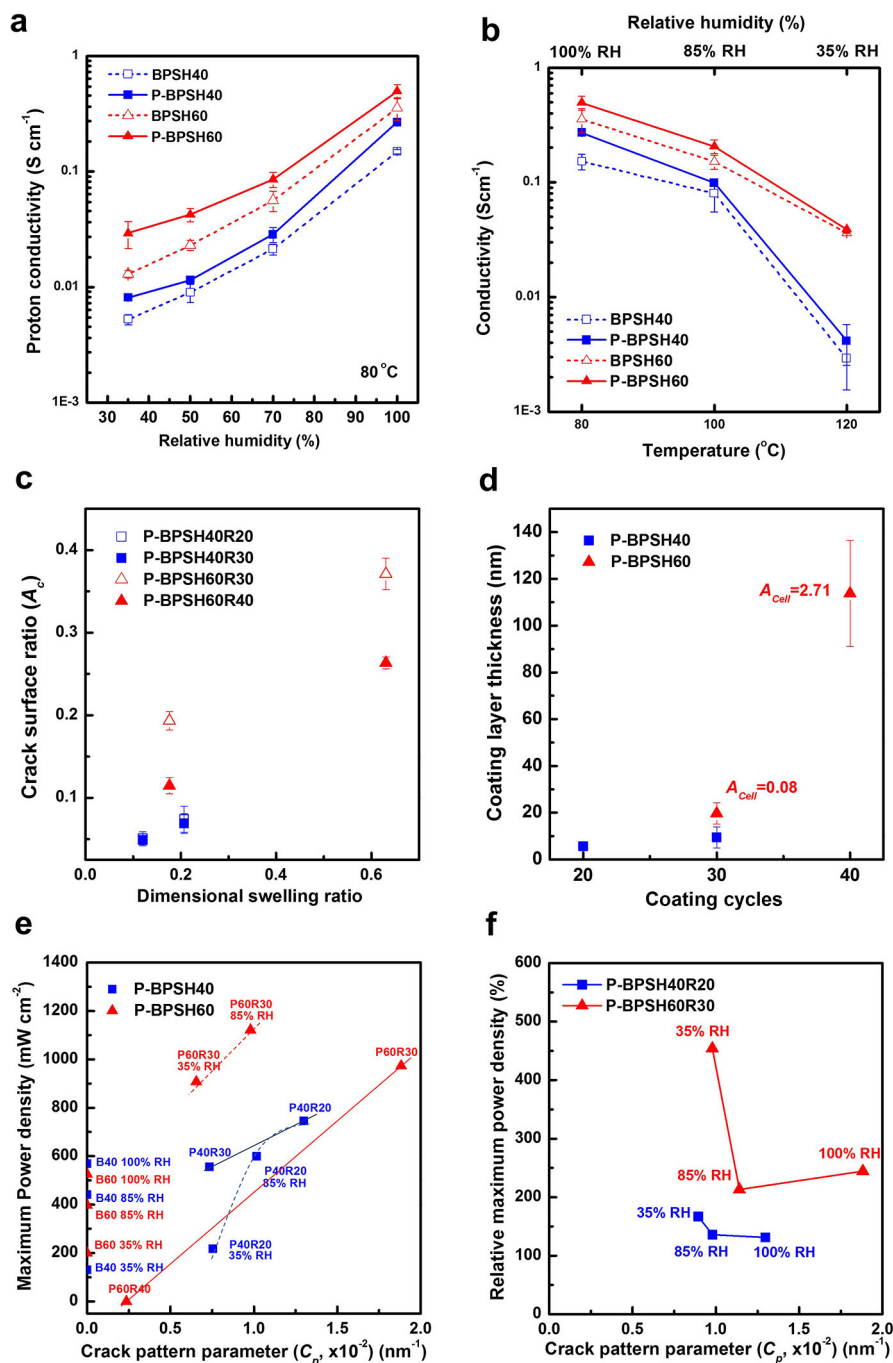 a
Proton conductivity (S cm-1)
1
0.1
0.01
1E-3
BPSH40
P-BPSH40
BPSH60
P-BPSH60
80 oC
30 40 50 60 70 80 90 100
Relative humidity (%)
b
Relative humidity (%)
100% RH 85% RH 35% RH
Conductivity (Scm-1)
1
0.1
0.01
1E-3
BPSH40
P-BPSH40
BPSH60
P-BPSH60
80 100 120
Temperature (oC)
c
Crack surface ratio (Ac)
0.4
0.3
0.2
0.1
P-BPSH40R20
P-BPSH40R30
P-BPSH60R30
P-BPSH60R40
0.0 0.2 0.4 0.6
Dimensional swelling ratio
d
Coating layer thickness (nm)
140
120
100
80
60
40
20
0
P-BPSH40
P-BPSH60
ACell=2.71
ACell=0.08
20 30 40
Coating cycles
e
Maximum Power density (mW cm-2)
1400
1200
1000
800
600
400
200
0
P-BPSH40
P-BPSH60
P60R30
85% RH
P60R30
35% RH
P60R30
P40R20
P40R30
P40R20
85% RH
B40 100% RH
B60 100% RH
B40 85% RH
B60 85% RH
B60 35% RH
B40 35% RH
P40R20
35% RH
P60R40
0.0 0.5 1.0 1.5 2.0
Crack pattern parameter (Cp, x10-2) (nm-1)
f
Relative maximum power density (%)
600
500
400
300
200
100
0
P-BPSH40R20
P-BPSH60R30
35% RH
85% RH
100% RH
35% RH
85% RH
100% RH
0.0 0.5 1.0 1.5 2.0
Crack pattern parameter (Cp, x10-2) (nm-1)